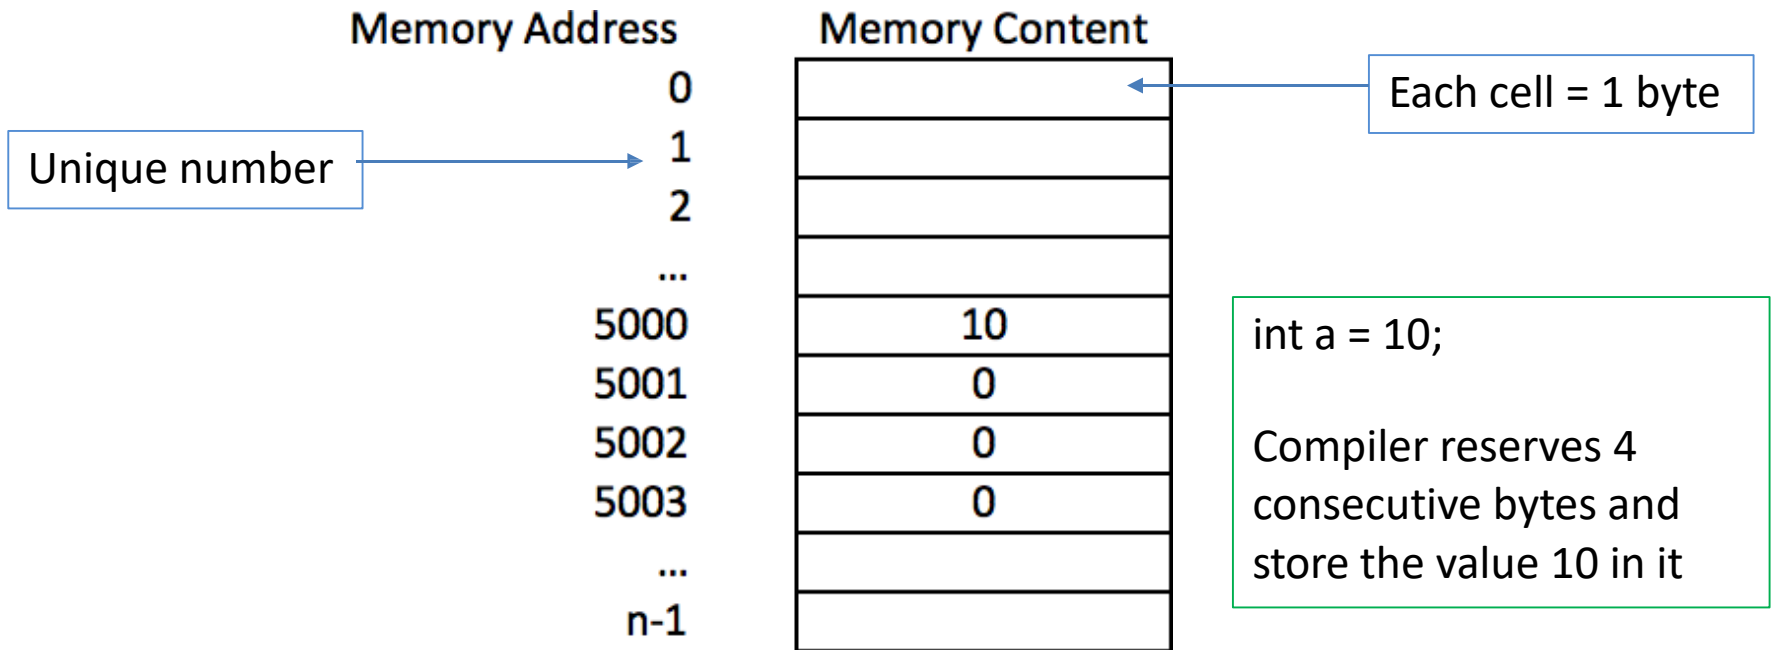 Memory Address Memory Content
0
Each cell = 1 byte
1
Unique number
2
...
5000 10
int a = 10;
5001 0
5002 0
Compiler reserves 4
5003 0
consecutive bytes and
...
store the value 10 in it
n-1